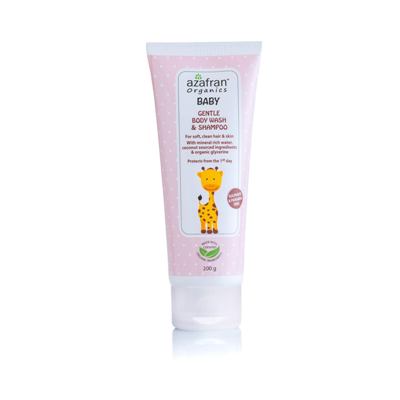 azafran™
Organics
BABY
GENTLE
BODY WASH
& SHAMPOO
For soft, clean hair & skin
With mineral rich water,
coconut sourced ingredients
& organic glycerine
Protects from the 1st day
200 g